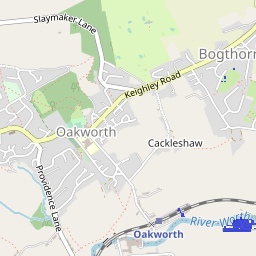 Slaymaker Lane
Bogthorn
Keighley Road
Oakworth
Cackleshaw
Providence Lane
River Worth
Oakworth